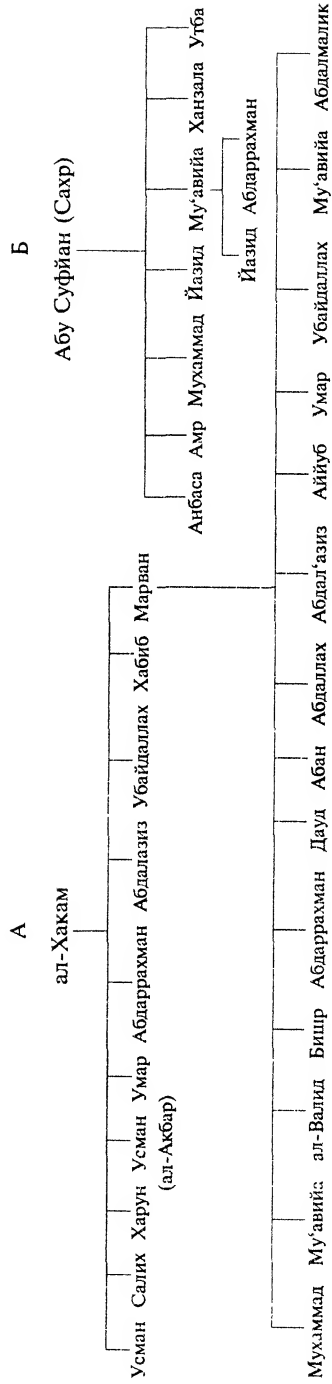 А
ал-Хакам
Усман Салих Харун Усман Умар Абдаррахман Абдалазиз Убайдаллах Хабиб Марван
(ал-Акбар)
Б
Абу Суфйан (Сахр)
Анбаса Амр Мухаммад Йазид Му‘авийа Ханзала Утба
Йазид Абдаррахман
Мухаммад Му‘авийа ал-Валид Бишр Абдаррахман Дауд Абан Абдаллах Абдал‘азиз Аййуб Умар Убайдаллах Му‘авийа Абдалмалик